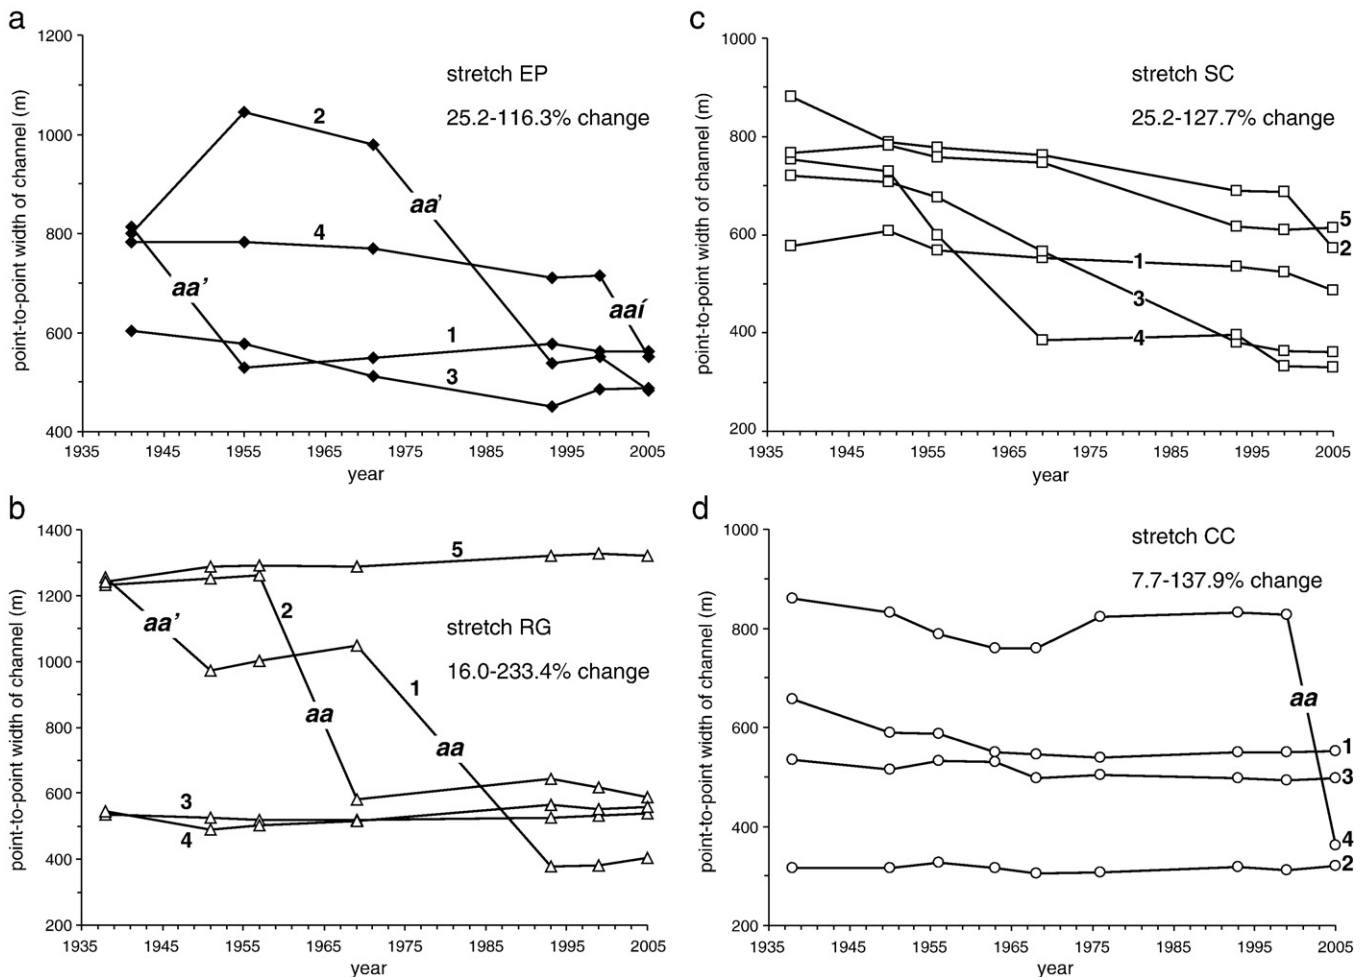 a
1200
1000
800
600
400
point-to-point width of channel (m)
stretch EP
25.2-116.3% change
2
aa’
4
aa’
aaí
1
3
1935 1945 1955 1965 1975 1985 1995 2005
year
c
1000
800
600
400
200
point-to-point width of channel (m)
stretch SC
25.2-127.7% change
5
2
1
3
4
1935 1945 1955 1965 1975 1985 1995 2005
year
b
1400
1200
1000
800
600
400
200
point-to-point width of channel (m)
5
aa’
2
stretch RG
16.0-233.4% change
1
aa
aa
3
4
1935 1945 1955 1965 1975 1985 1995 2005
year
d
1000
800
600
400
200
point-to-point width of channel (m)
stretch CC
7.7-137.9% change
aa
1
3
4
2
1935 1945 1955 1965 1975 1985 1995 2005
year